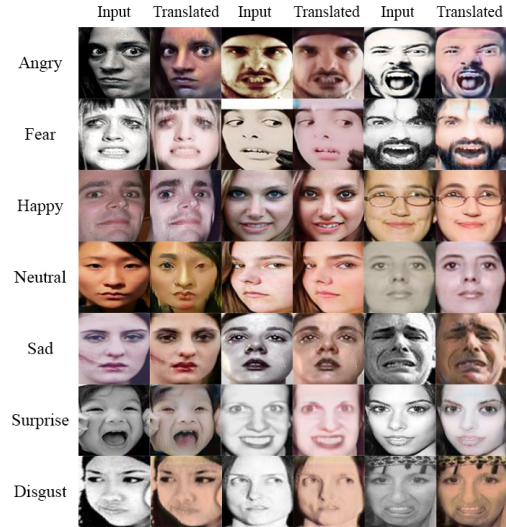 Input Translated Input Translated Input Translated
Angry
Fear
Happy
Neutral
Sad
Surprise
Disgust